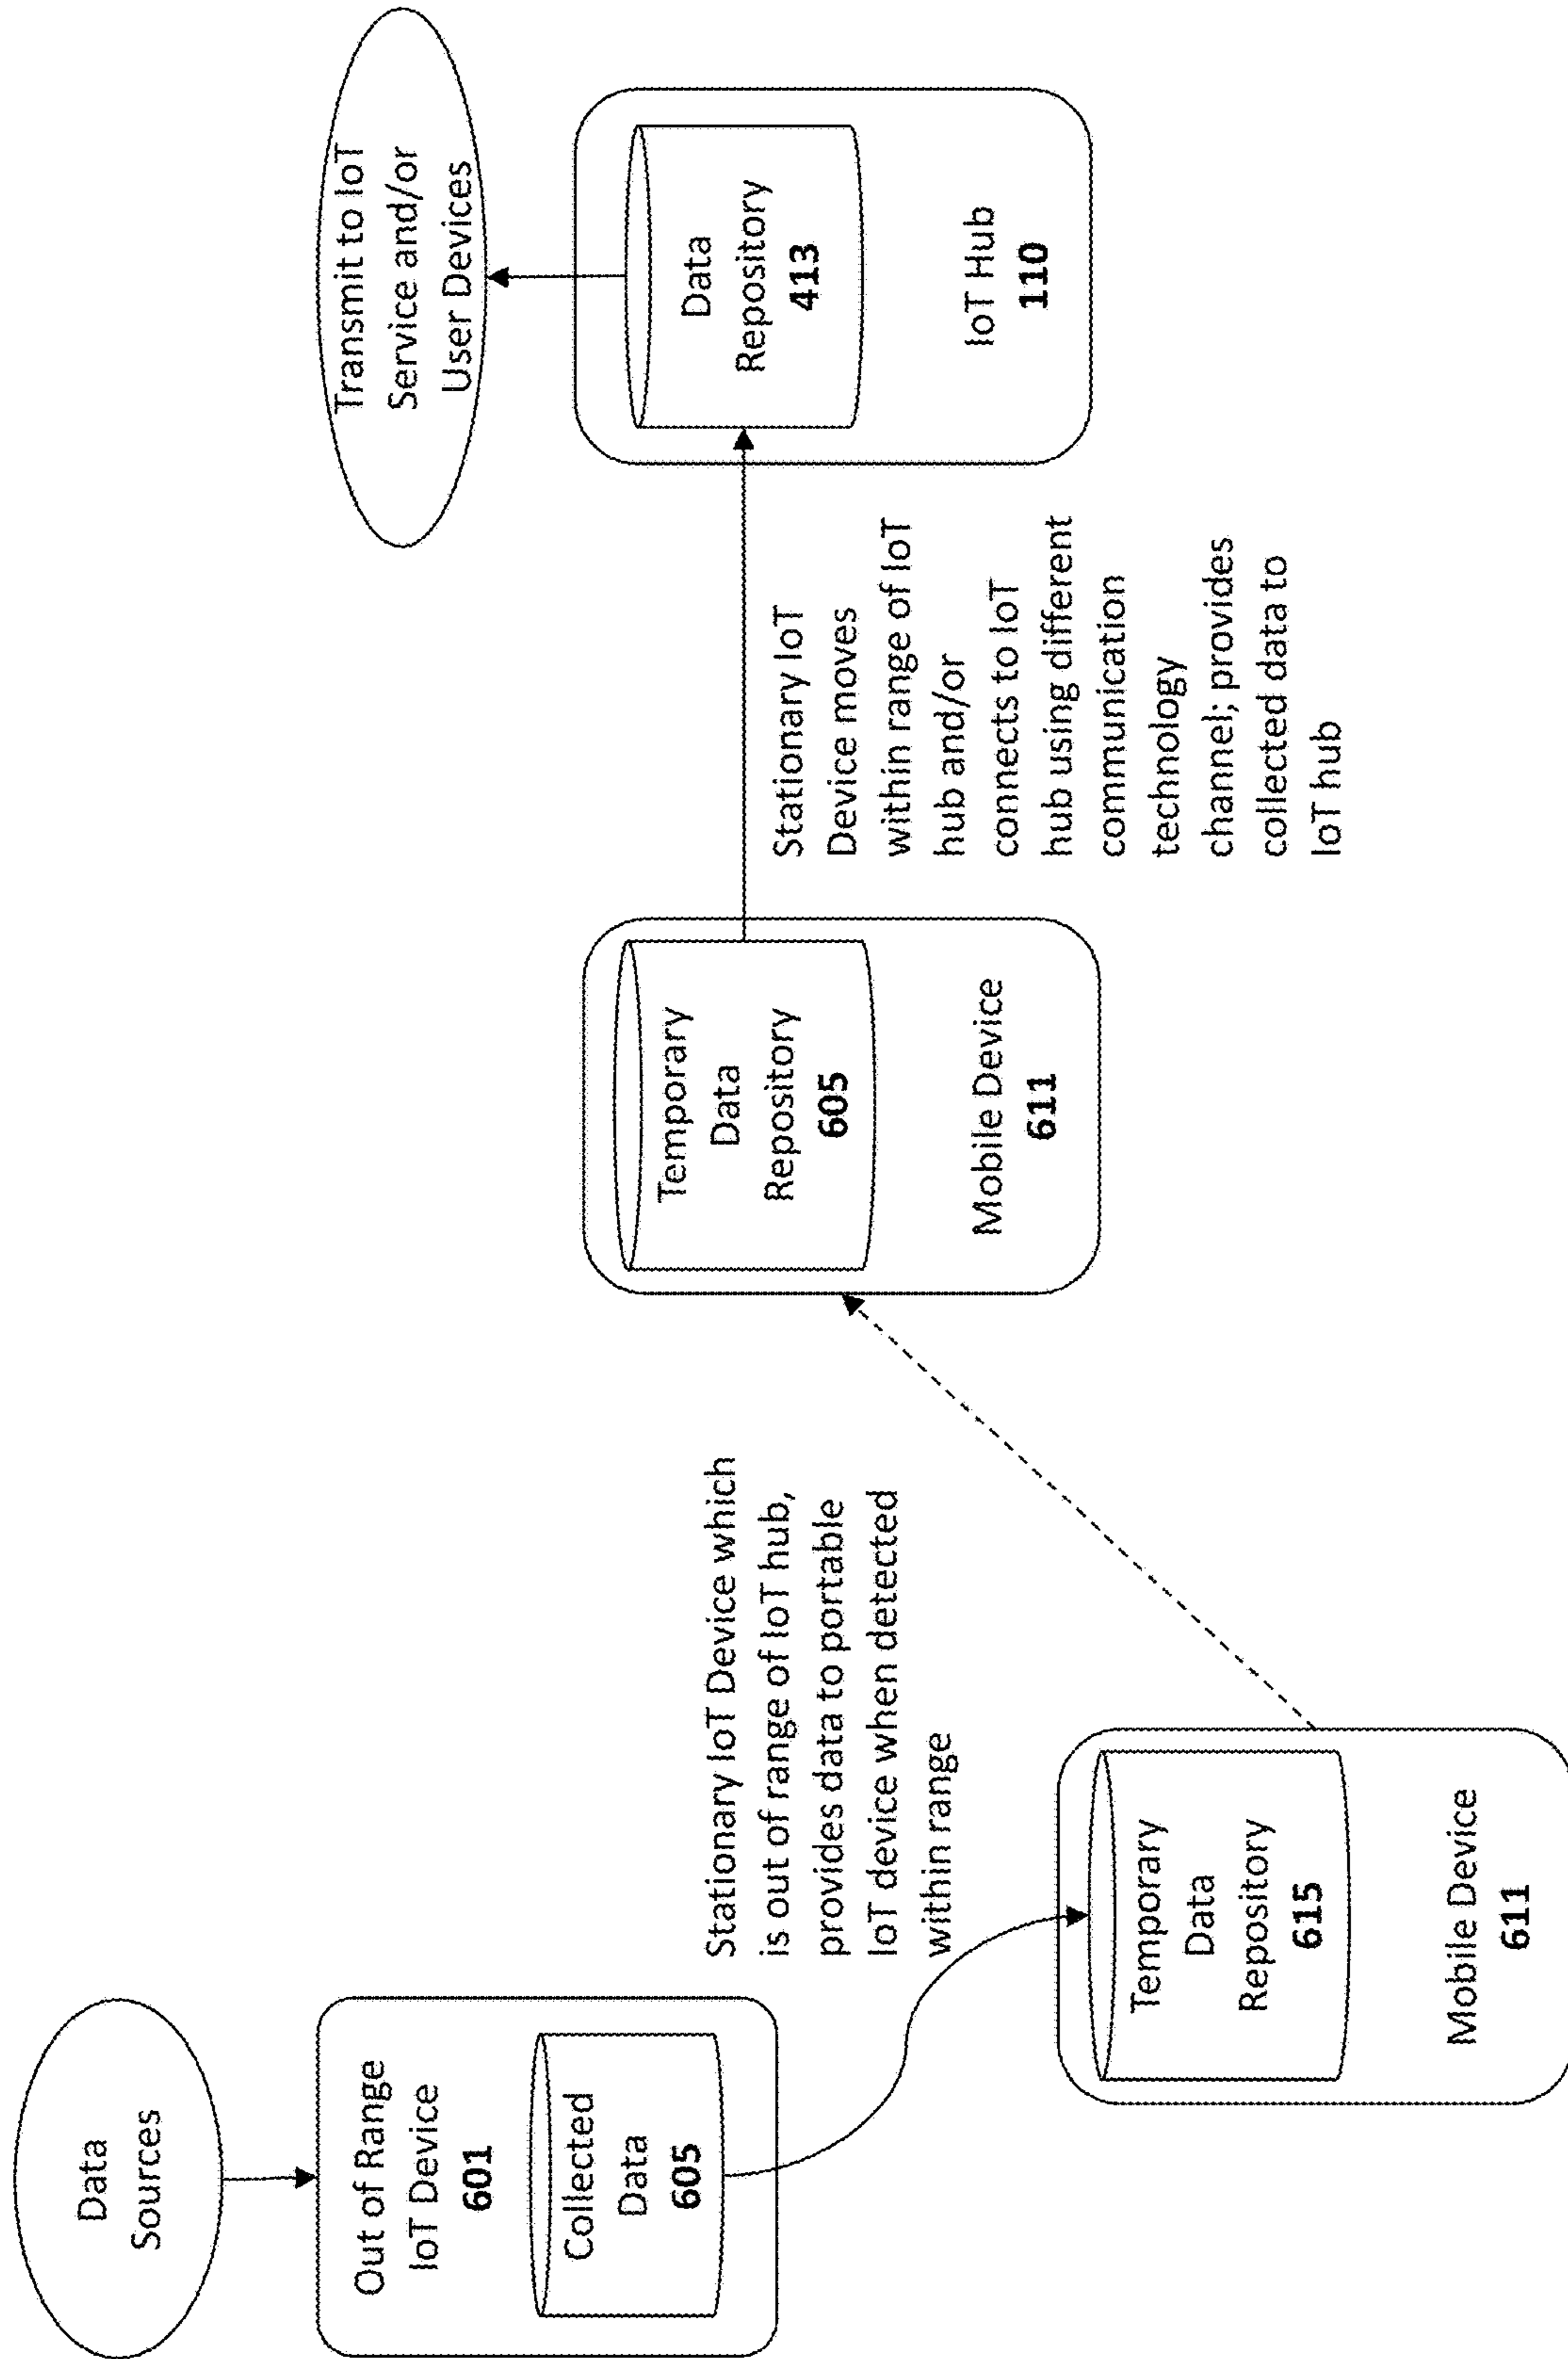 Data
Sources
Out of Range
IoT Device
601
Collected
Data
605
Stationary IoT Device which
is out of range of IoT hub,
provides data to portable
IoT device when detected
within range
Temporary
Data
Repository
615
Mobile Device
611
Temporary
Data
Repository
605
Mobile Device
611
Stationary IoT
Device moves
within range of IoT
hub and/or
connects to IoT
hub using different
communication
technology
channel; provides
collected data to
IoT hub
Transmit to IoT
Service and/or
User Devices
Data
Repository
413
IoT Hub
110